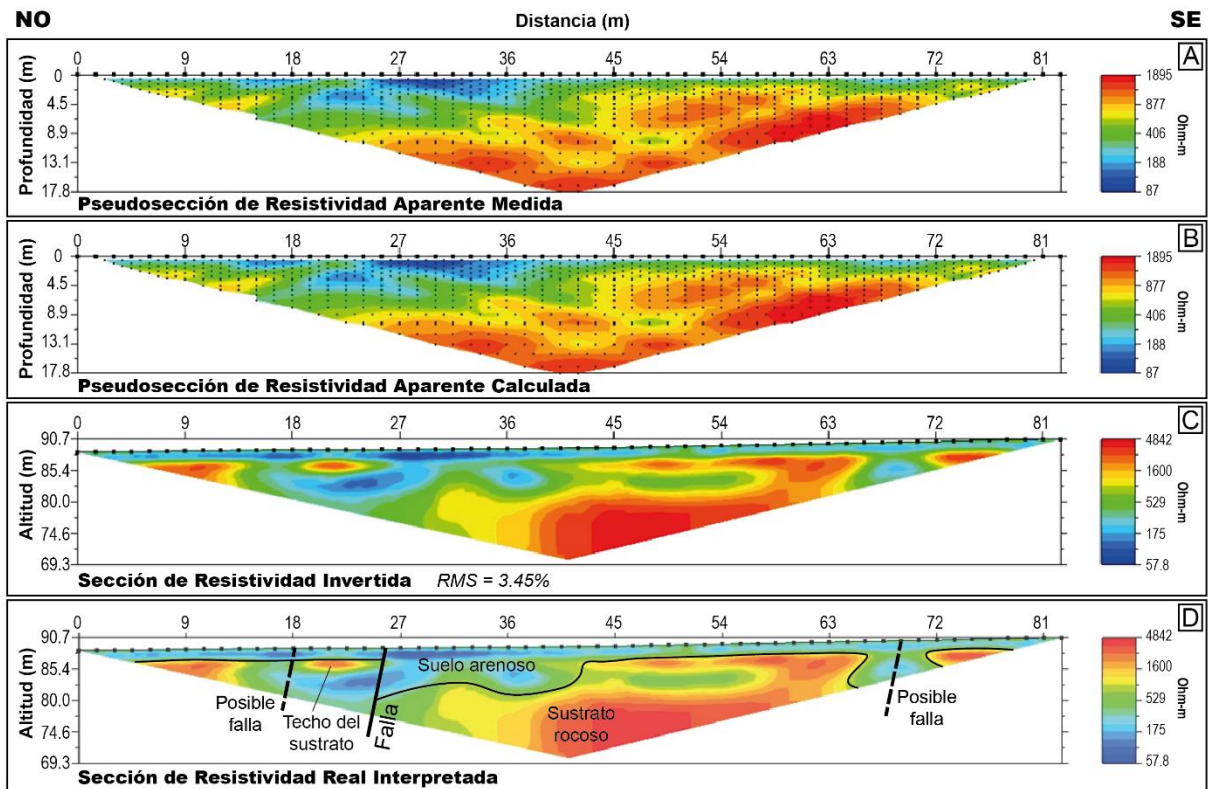 NO
Distancia (m)
SE
A
0 9 18 27 36 45 54 63 72 81
Profundidad (m)
0
4.5
8.9
13.1
17.8
1895
877
406
188
87
Ohm-m
Pseudosección de Resistividad Aparente Medida
B
0 9 18 27 36 45 54 63 72 81
Profundidad (m)
0
4.5
8.9
13.1
17.8
1895
877
406
188
87
Ohm-m
Pseudosección de Resistividad Aparente Calculada
C
0 9 18 27 36 45 54 63 72 81
Altitud (m)
90.7
85.4
80.0
74.6
69.3
4842
1600
529
175
57.8
Ohm-m
Sección de Resistividad Invertida RMS = 3.45%
D
0 9 18 27 36 45 54 63 72 81
Altitud (m)
90.7
85.4
80.0
74.6
69.3
Suelo arenoso
Posible
falla
Techo del
sustrato
Falla
Sustrato
rocoso
Posible
falla
4842
1600
529
175
57.8
Ohm-m
Sección de Resistividad Real Interpretada